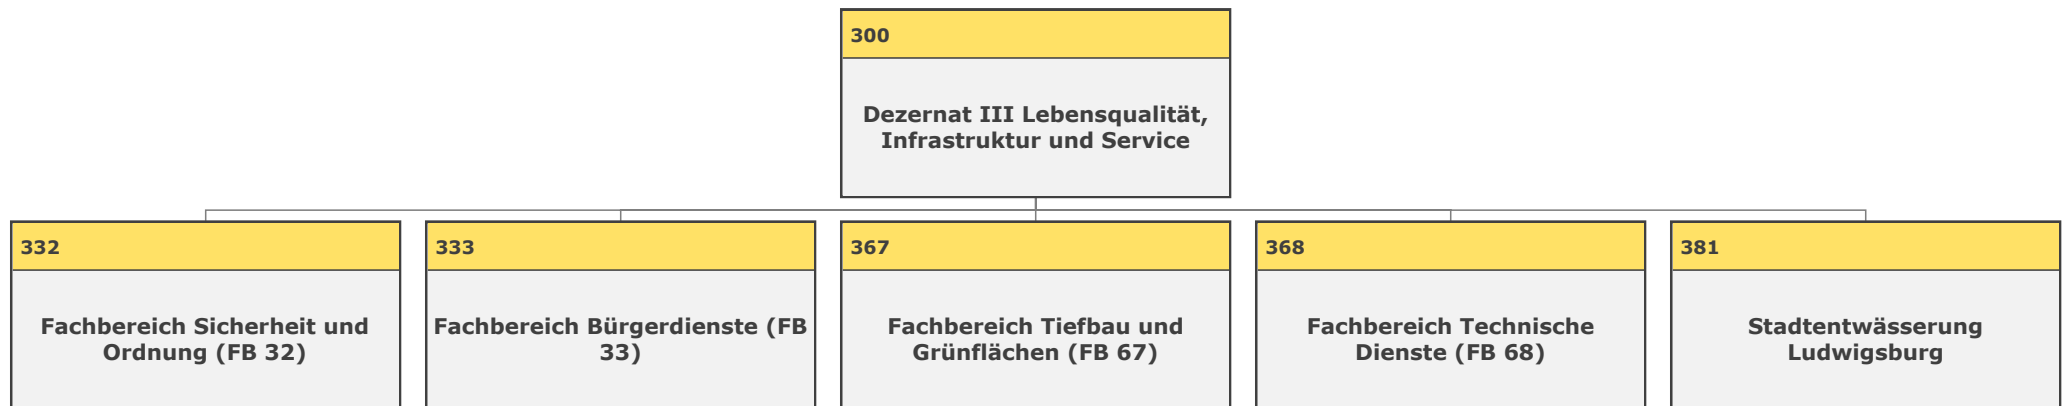 300
Dezernat III Lebensqualität,
Infrastruktur und Service
332
Fachbereich Sicherheit und
Ordnung (FB 32)
333
Fachbereich Bürgerdienste (FB
33)
367
Fachbereich Tiefbau und
Grünflächen (FB 67)
368
Fachbereich Technische
Dienste (FB 68)
381
Stadtentwässerung
Ludwigsburg